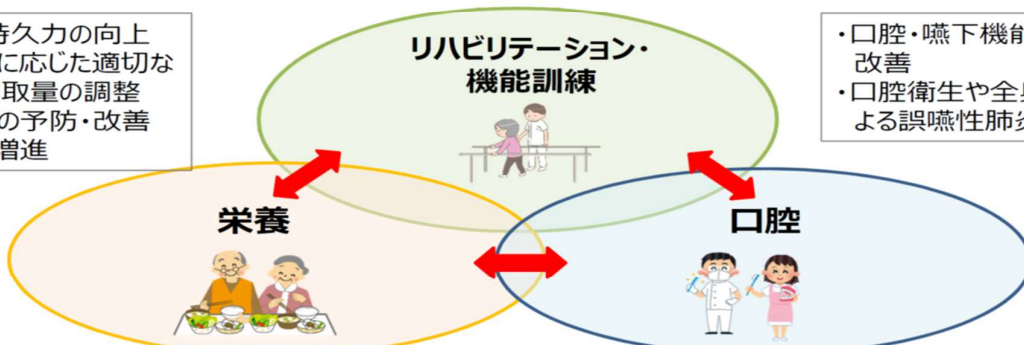 持久力の向上
に応じた適切な
取量の調整
の予防・改善
増進
リハビリテーション・
機能訓練
・口腔・嚥下機能
改善
・口腔衛生や全身
よる誤嚥性肺炎
栄養
口腔